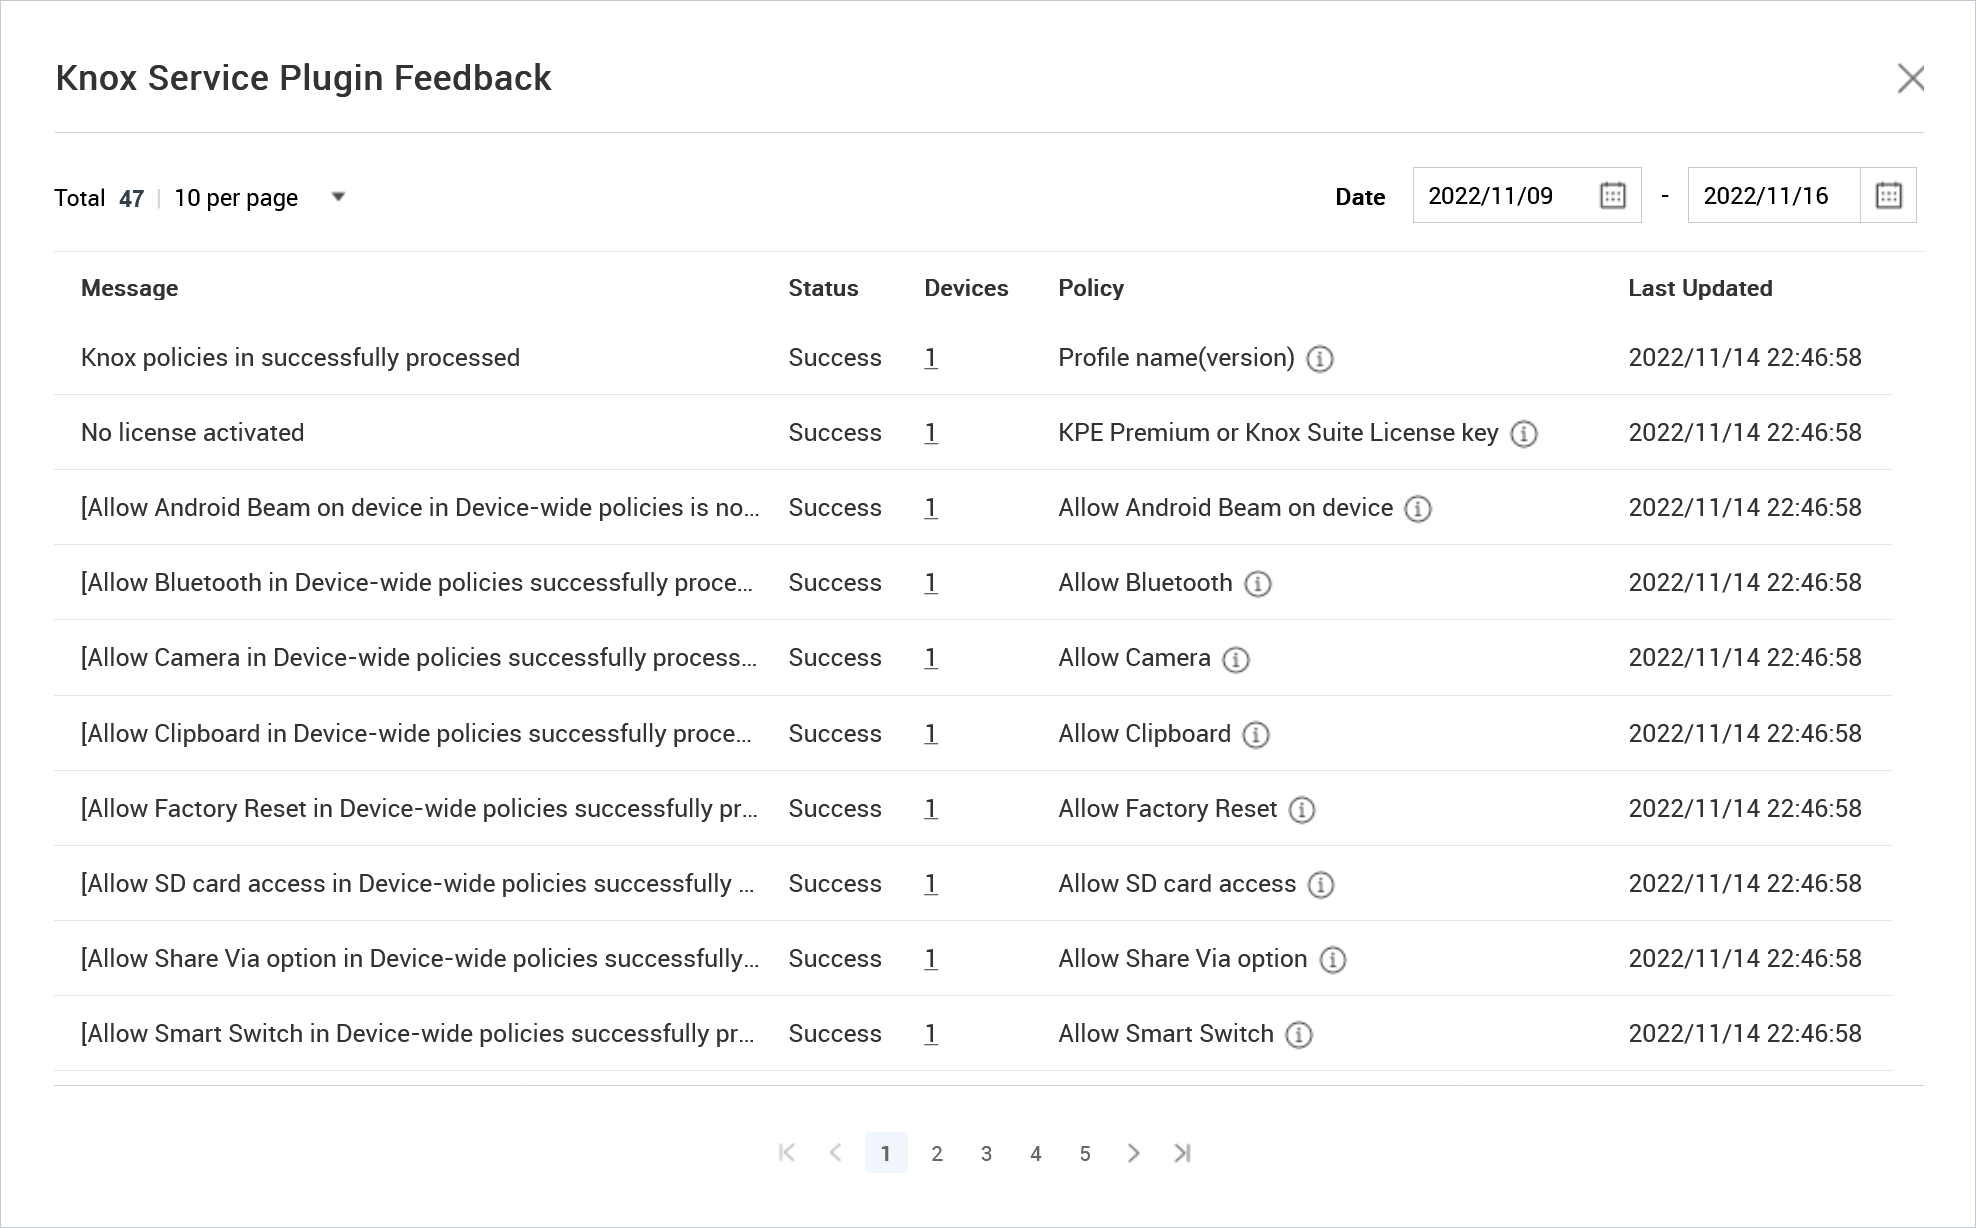 Knox Service Plugin Feedback
Total 47 | 10 per page
Date 2022/11/09 - 2022/11/16
Message Status Devices Policy Last Updated
Knox policies in successfully processed Success 1 Profile name(version) 2022/11/14 22:46:58
No license activated Success 1 KPE Premium or Knox Suite License key 2022/11/14 22:46:58
[Allow Android Beam on device in Device-wide policies is no... Success 1 Allow Android Beam on device 2022/11/14 22:46:58
[Allow Bluetooth in Device-wide policies successfully proce... Success 1 Allow Bluetooth 2022/11/14 22:46:58
[Allow Camera in Device-wide policies successfully process... Success 1 Allow Camera 2022/11/14 22:46:58
[Allow Clipboard in Device-wide policies successfully proce... Success 1 Allow Clipboard 2022/11/14 22:46:58
[Allow Factory Reset in Device-wide policies successfully pr... Success 1 Allow Factory Reset 2022/11/14 22:46:58
[Allow SD card access in Device-wide policies successfully ... Success 1 Allow SD card access 2022/11/14 22:46:58
[Allow Share Via option in Device-wide policies successfully... Success 1 Allow Share Via option 2022/11/14 22:46:58
[Allow Smart Switch in Device-wide policies successfully pr... Success 1 Allow Smart Switch 2022/11/14 22:46:58
1 2 3 4 5